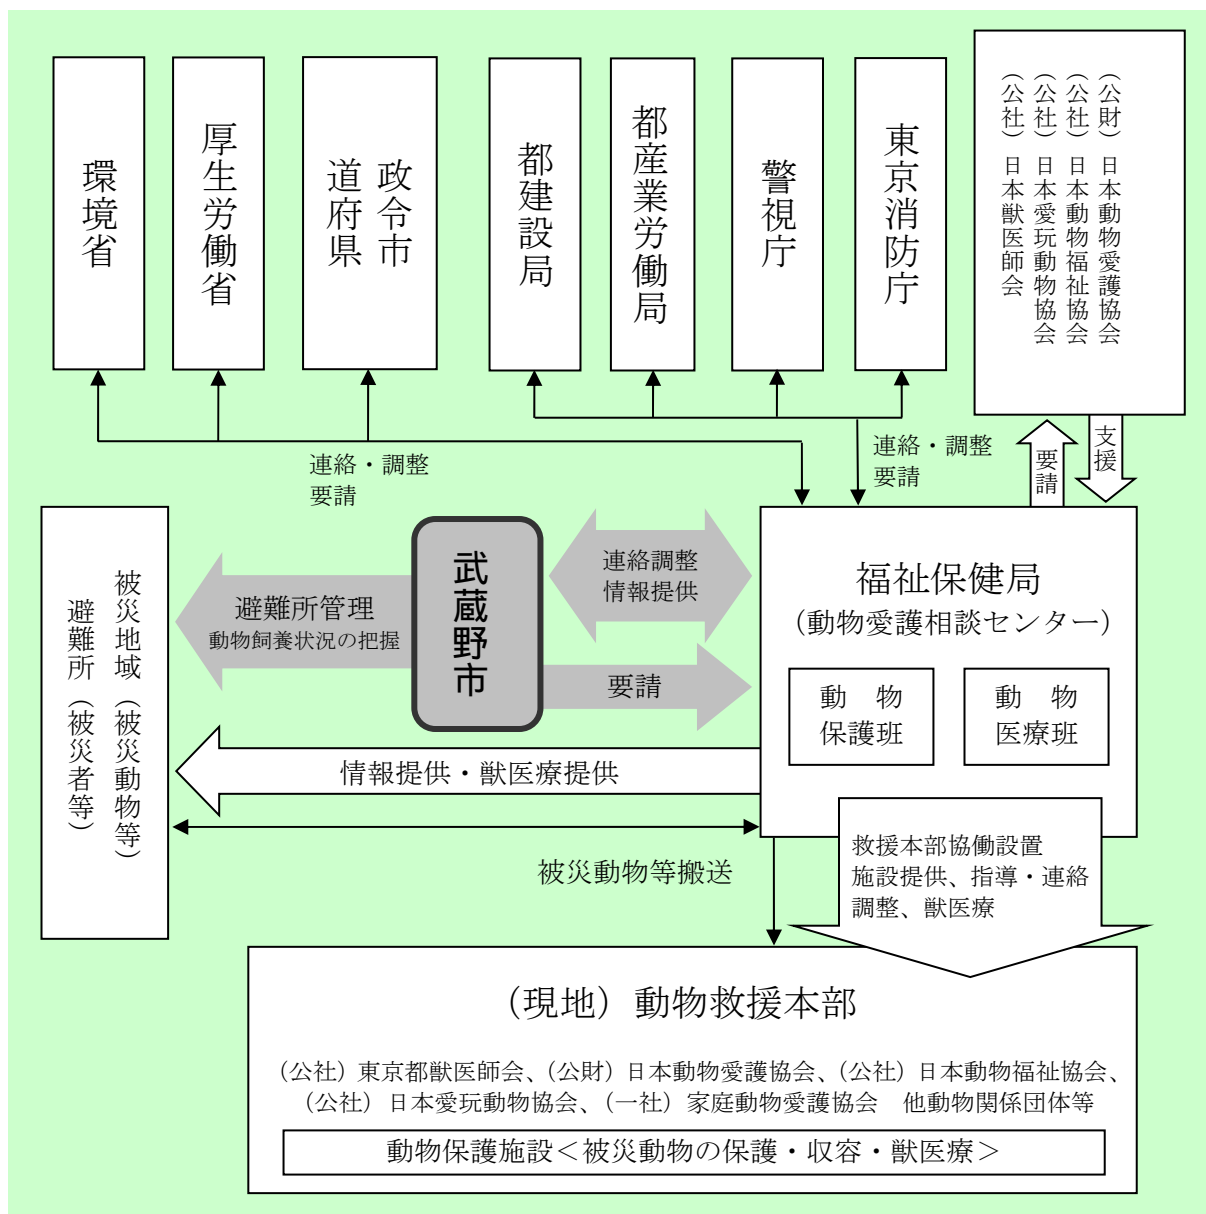 環境省
厚生労働省
政令市
道府県
都建設局
都産業労働局
警視庁
東京消防庁
（公財）日本動物愛護協会
（公社）日本動物福祉協会
（公社）日本愛玩動物協会
（公社）日本獣医師会
連絡・調整
要請
連絡・調整
要請
要請
支援
被災地域（被災動物等）
避難所（被災者等）
避難所管理
動物飼養状況の把握
武蔵野市
連絡調整
情報提供
要請
福祉保健局
（動物愛護相談センター）
動　物
保護班
動　物
医療班
情報提供・獣医療提供
被災動物等搬送
救援本部協働設置
施設提供、指導・連絡
調整、獣医療
（現地）動物救援本部
（公社）東京都獣医師会、（公財）日本動物愛護協会、（公社）日本動物福祉協会、
（公社）日本愛玩動物協会、（一社）家庭動物愛護協会　他動物関係団体等
動物保護施設＜被災動物の保護・収容・獣医療＞